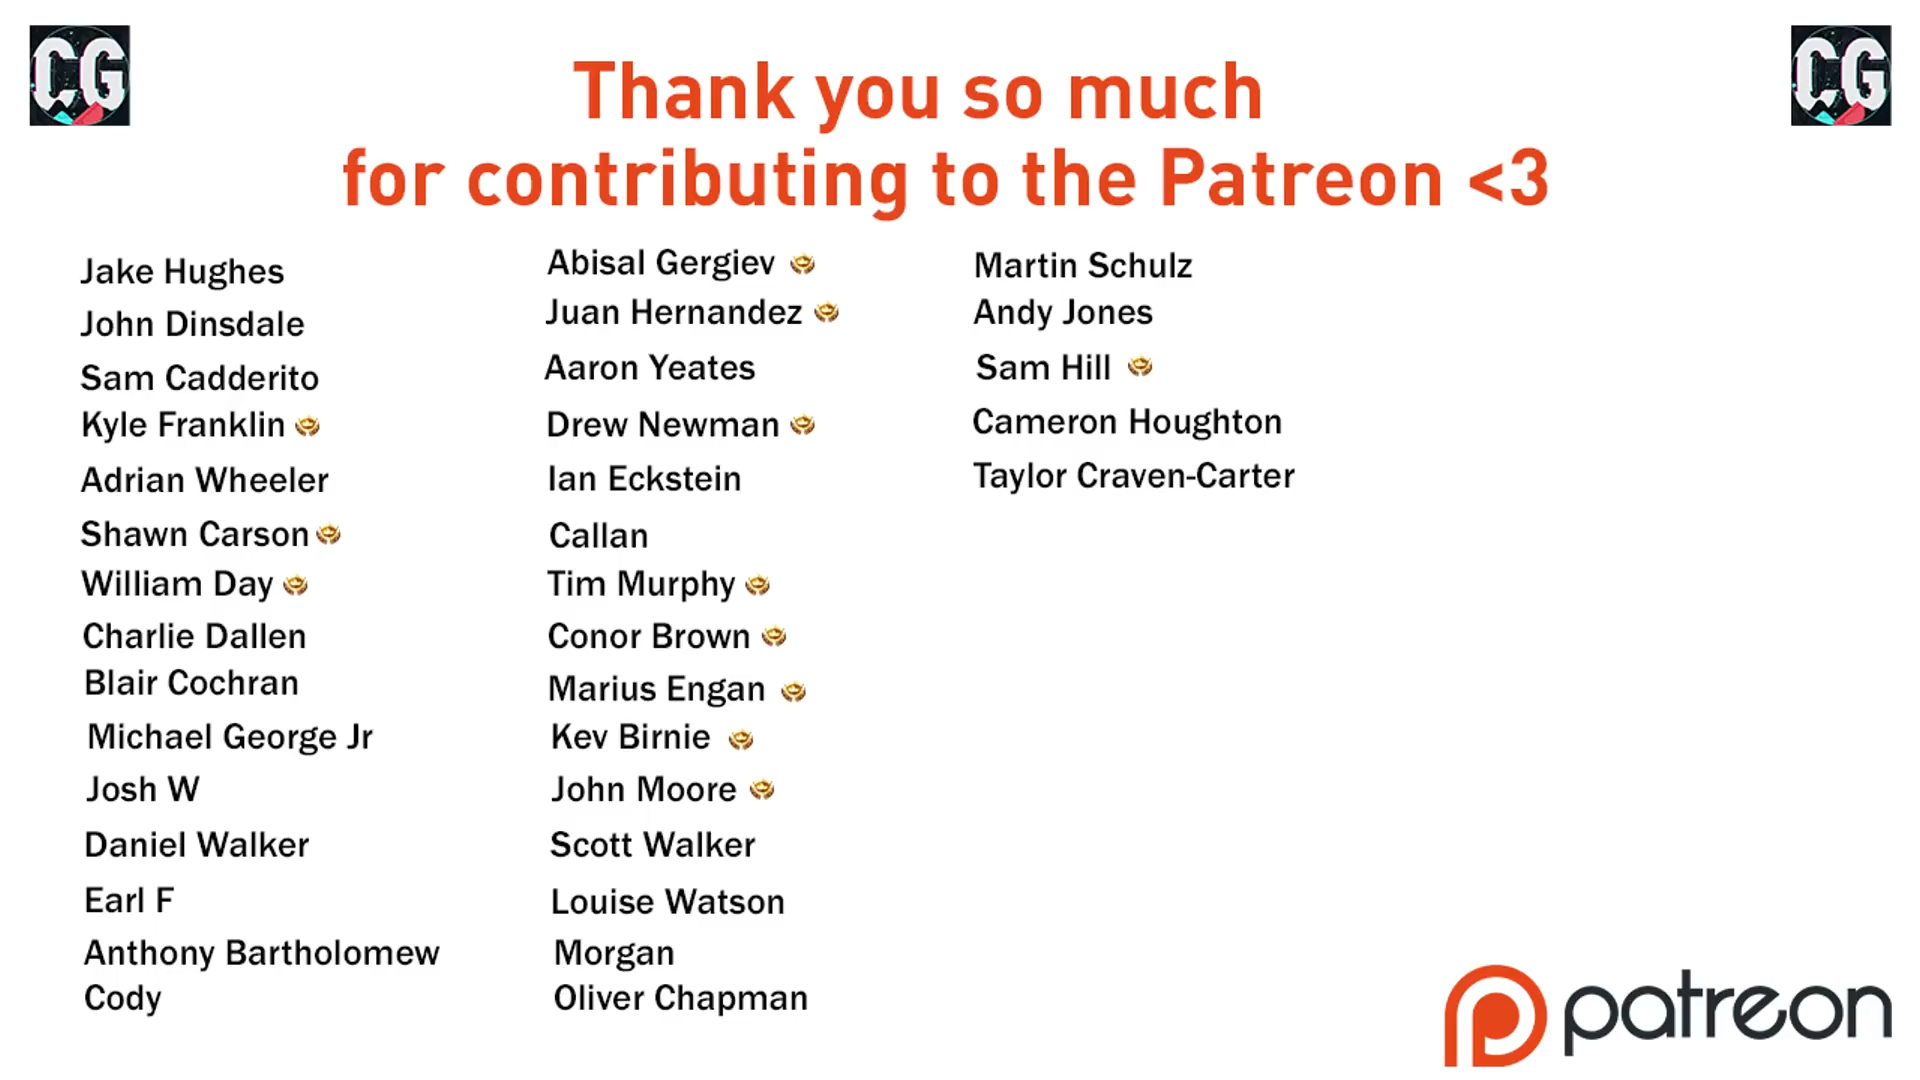 CG
CG
Thank you so much
for contributing to the Patreon <3
Jake Hughes
John Dinsdale
Sam Cadderito
Kyle Franklin
Adrian Wheeler
Shawn Carson
William Day
Charlie Dallen
Blair Cochran
Michael George Jr
Josh W
Daniel Walker
Earl F
Anthony Bartholomew
Cody
Abisal Gergiev
Juan Hernandez
Aaron Yeates
Drew Newman
Ian Eckstein
Callan
Tim Murphy
Conor Brown
Marius Engan
Kev Birnie
John Moore
Scott Walker
Louise Watson
Morgan
Oliver Chapman
Martin Schulz
Andy Jones
Sam Hill
Cameron Houghton
Taylor Craven-Carter
patreon